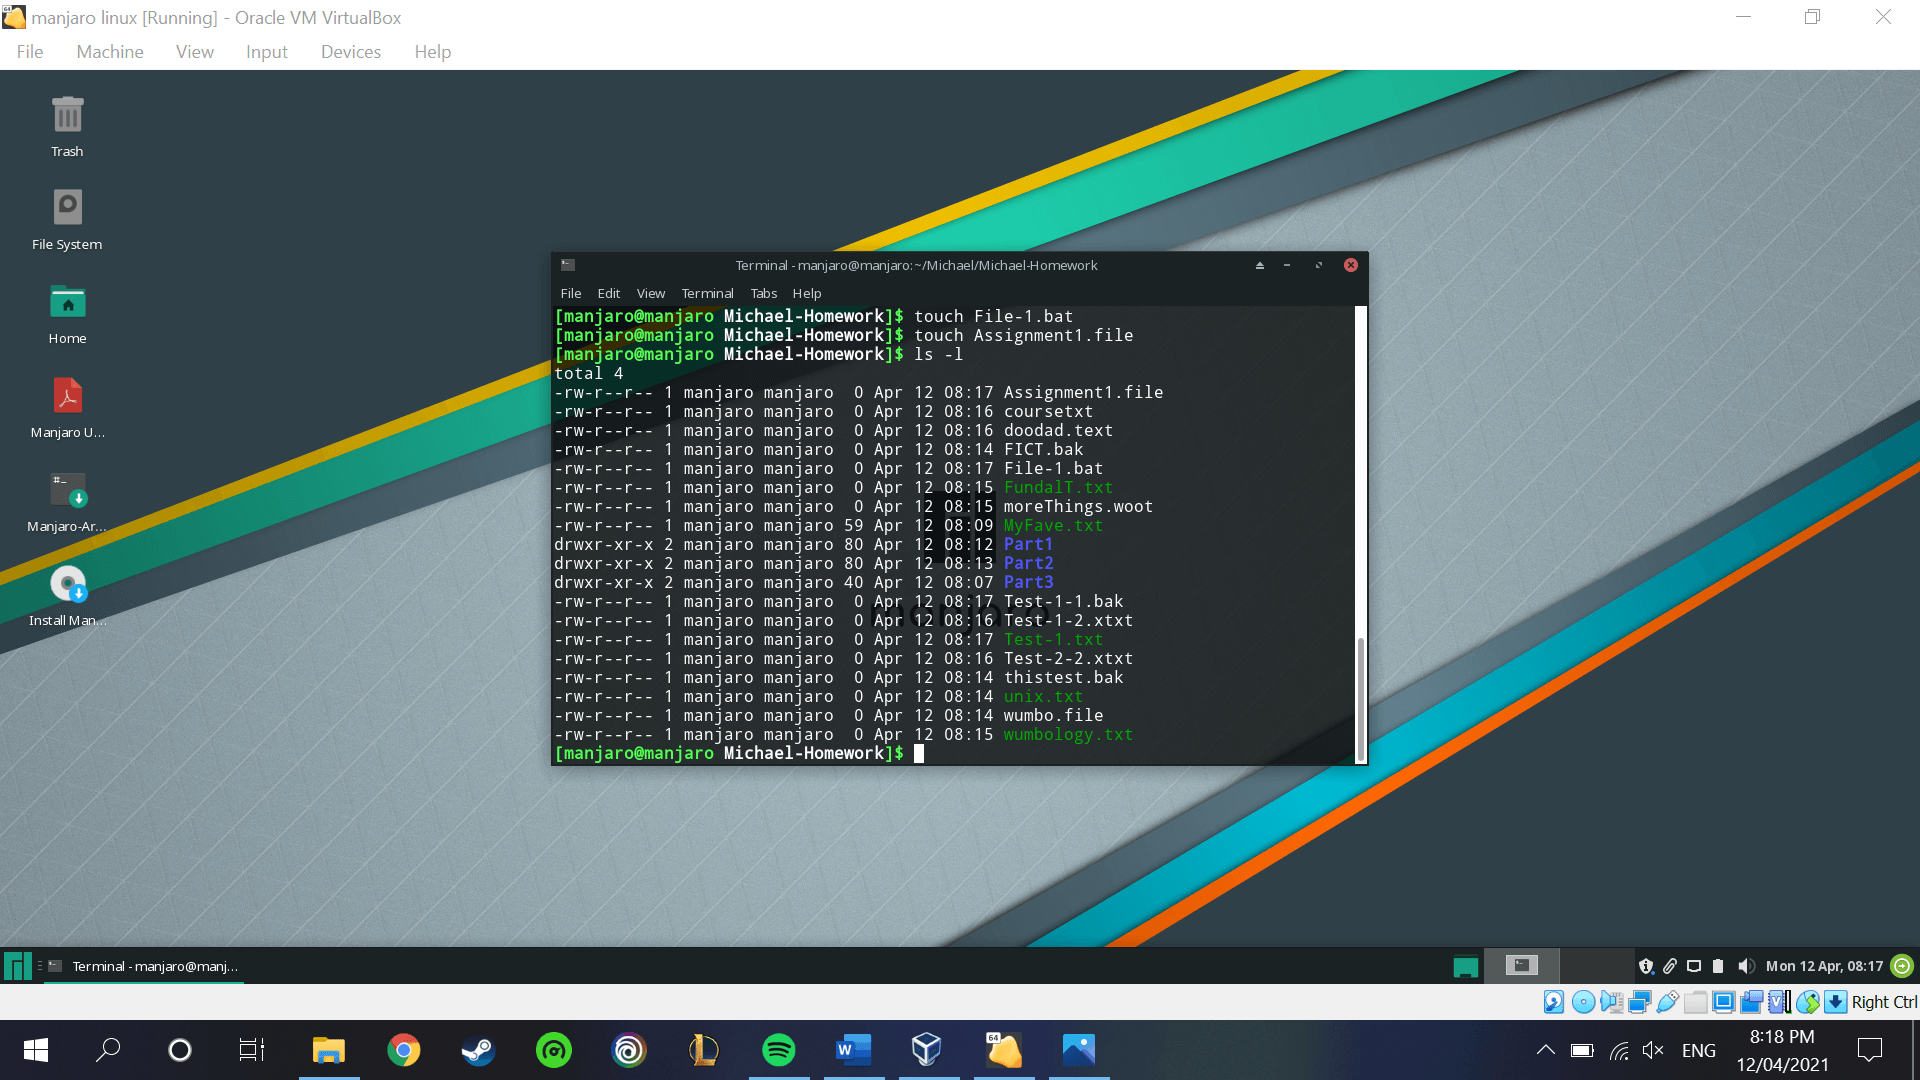 manjaro linux [Running] - Oracle VM VirtualBox
File Machine View Input Devices Help
Trash
File System
Home
Manjaro U...
Manjaro-Ar...
Install Man...
Terminal - manjaro@manjaro:~/Michael/Michael-Homework
File Edit View Terminal Tabs Help
[manjaro@manjaro Michael-Homework]$ touch File-1.bat
[manjaro@manjaro Michael-Homework]$ touch Assignment1.file
[manjaro@manjaro Michael-Homework]$ ls -l
total 4
-rw-r--r-- 1 manjaro manjaro  0 Apr 12 08:17 Assignment1.file
-rw-r--r-- 1 manjaro manjaro  0 Apr 12 08:16 coursetxt
-rw-r--r-- 1 manjaro manjaro  0 Apr 12 08:16 doodad.text
-rw-r--r-- 1 manjaro manjaro  0 Apr 12 08:14 FICT.bak
-rw-r--r-- 1 manjaro manjaro  0 Apr 12 08:17 File-1.bat
-rw-r--r-- 1 manjaro manjaro  0 Apr 12 08:15 FundalT.txt
-rw-r--r-- 1 manjaro manjaro  0 Apr 12 08:15 moreThings.woot
-rw-r--r-- 1 manjaro manjaro 59 Apr 12 08:09 MyFave.txt
drwxr-xr-x 2 manjaro manjaro 80 Apr 12 08:12 Part1
drwxr-xr-x 2 manjaro manjaro 80 Apr 12 08:13 Part2
drwxr-xr-x 2 manjaro manjaro 40 Apr 12 08:07 Part3
-rw-r--r-- 1 manjaro manjaro  0 Apr 12 08:17 Test-1-1.bak
-rw-r--r-- 1 manjaro manjaro  0 Apr 12 08:16 Test-1-2.xtxt
-rw-r--r-- 1 manjaro manjaro  0 Apr 12 08:17 Test-1.txt
-rw-r--r-- 1 manjaro manjaro  0 Apr 12 08:16 Test-2-2.xtxt
-rw-r--r-- 1 manjaro manjaro  0 Apr 12 08:14 thistest.bak
-rw-r--r-- 1 manjaro manjaro  0 Apr 12 08:14 unix.txt
-rw-r--r-- 1 manjaro manjaro  0 Apr 12 08:14 wumbo.file
-rw-r--r-- 1 manjaro manjaro  0 Apr 12 08:15 wumbology.txt
[manjaro@manjaro Michael-Homework]$
manjaro
Terminal - manjaro@manj...
Mon 12 Apr, 08:17
Right Ctrl
64
W
ENG
8:18 PM
12/04/2021